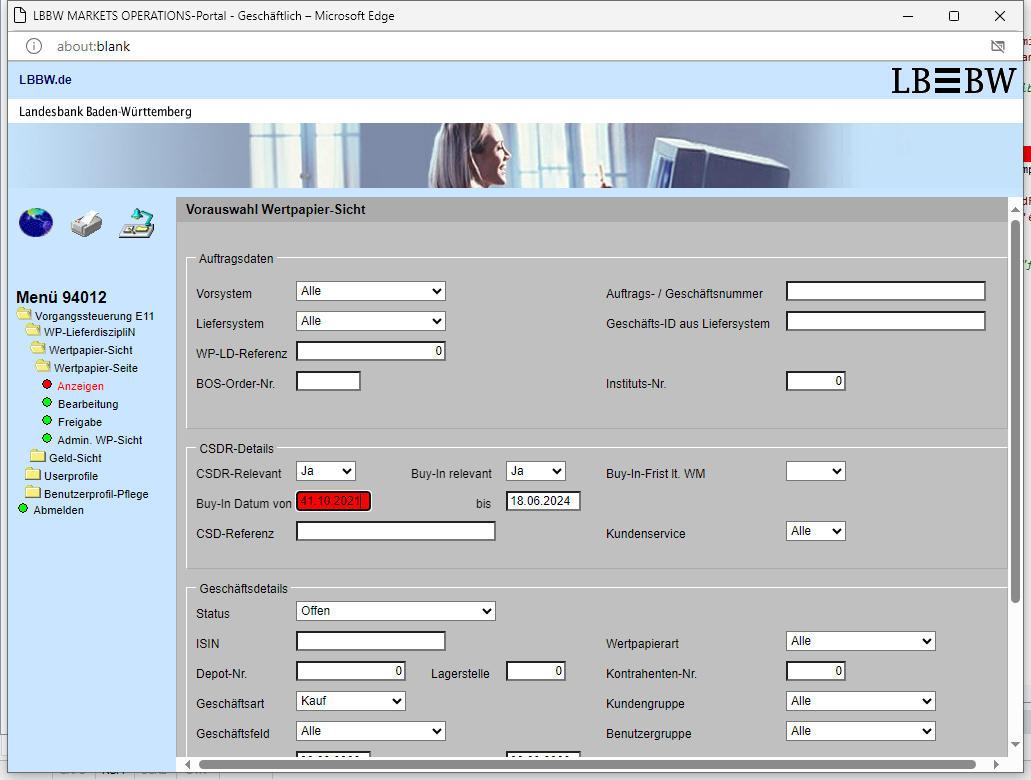 LBBW MARKETS OPERATIONS-Portal - Geschäftlich – Microsoft Edge
about:blank
LBBW.de
LB≡BW
Landesbank Baden-Württemberg
Vorauswahl Wertpapier-Sicht
Menü 94012
Vorgangssteuerung E11
WP-LieferdiszipliN
Wertpapier-Sicht
Wertpapier-Seite
Anzeigen
Bearbeitung
Freigabe
Admin. WP-Sicht
Geld-Sicht
Userprofile
Benutzerprofil-Pflege
Abmelden
Auftragsdaten
Vorsystem Alle Auftrags- / Geschäftsnummer
Liefersystem Alle Geschäfts-ID aus Liefersystem
WP-LD-Referenz 0
BOS-Order-Nr. Instituts-Nr. 0
CSDR-Details
CSDR-Relevant Ja Buy-In relevant Ja Buy-In-Frist lt. WM
Buy-In Datum von 41.10.2021 bis 18.06.2024
CSD-Referenz Kundenservice Alle
Geschäftsdetails
Status Offen
ISIN Wertpapierart Alle
Depot-Nr. 0 Lagerstelle 0 Kontrahenten-Nr. 0
Geschäftsart Kauf Kundengruppe Alle
Geschäftsfeld Alle Benutzergruppe Alle